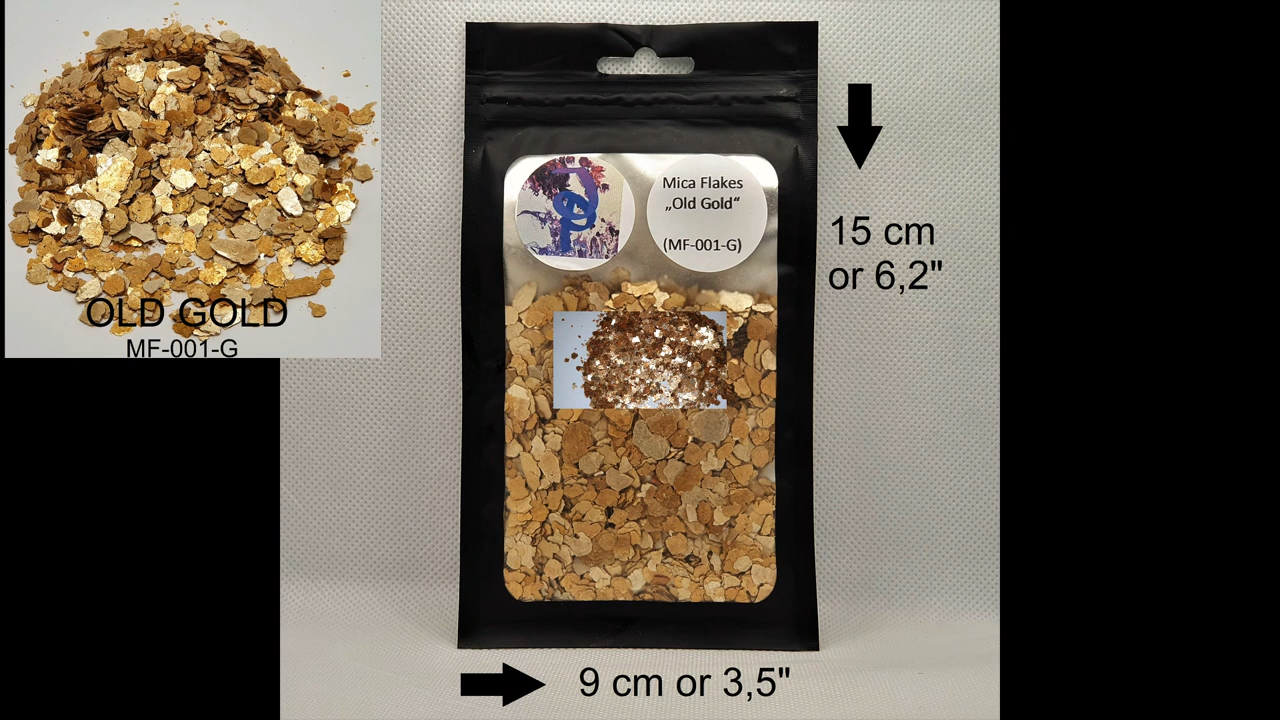 OLD GOLD
MF-001-G
Mica Flakes
„Old Gold“
(MF-001-G)
15 cm
or 6,2"
9 cm or 3,5"